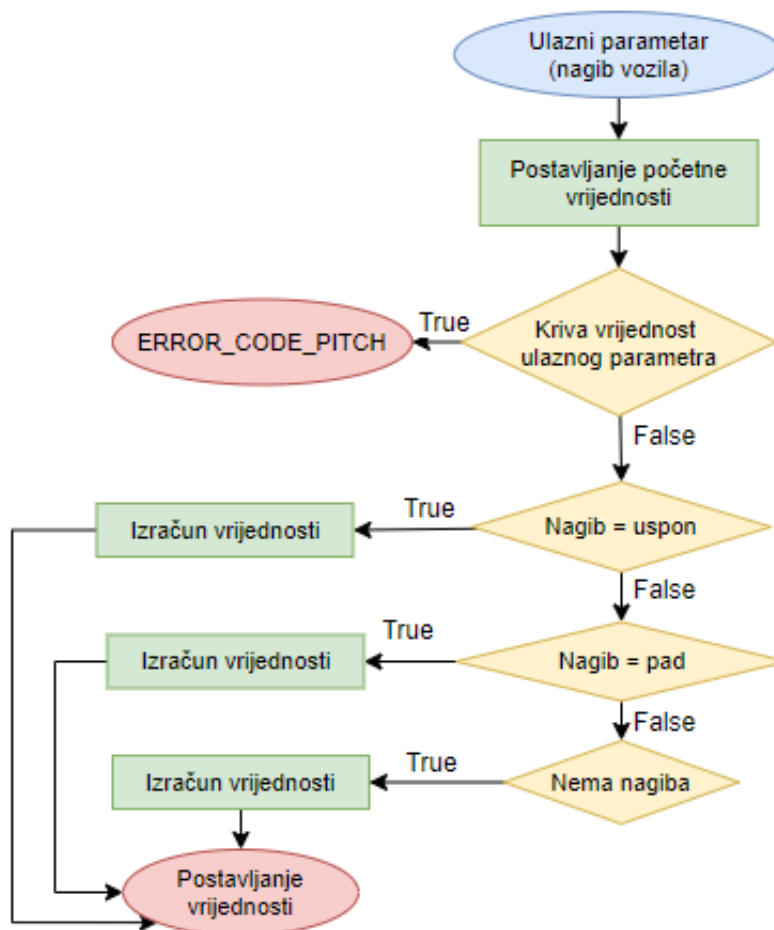 Ulazni parametar
(nagib vozila)
Postavljanje početne
vrijednosti
Kriva vrijednost
ulaznog parametra
True
ERROR_CODE_PITCH
False
Nagib = uspon
True
Izračun vrijednosti
False
Nagib = pad
True
Izračun vrijednosti
False
Nema nagiba
True
Izračun vrijednosti
Postavljanje
vrijednosti